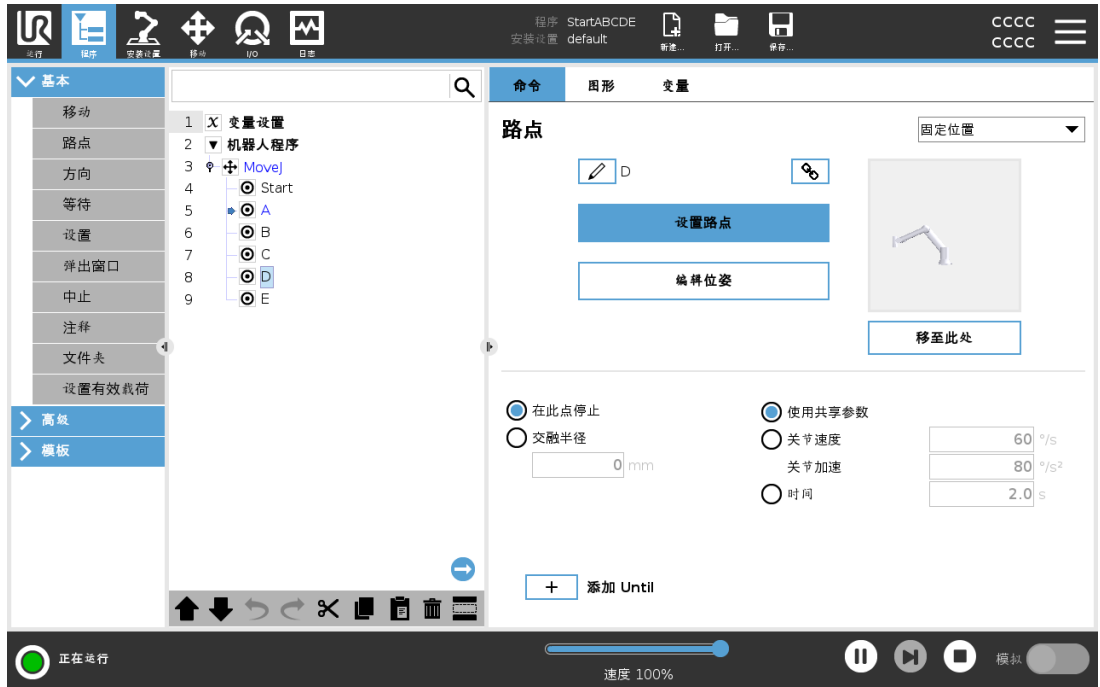 程序 StartABCDE
安装设置 default
CCCC
CCCC
UR
运行 程序 安装设置 移动 I/O 日志 新建... 打开... 保存...
基本
移动
路点
方向
等待
设置
弹出窗口
中止
注释
文件夹
设置有效载荷
高级
模板
1 X 变量设置
2 机器人程序
3 MoveJ
4 Start
5 A
6 B
7 C
8 D
9 E
命令 图形 变量
路点
固定位置
D
设置路点
编辑位姿
移至此处
在此点停止
交融半径
0 mm
使用共享参数
关节速度 60 °/s
关节加速 80 °/s²
时间 2.0 s
+ 添加 Until
正在运行
速度 100%
模拟